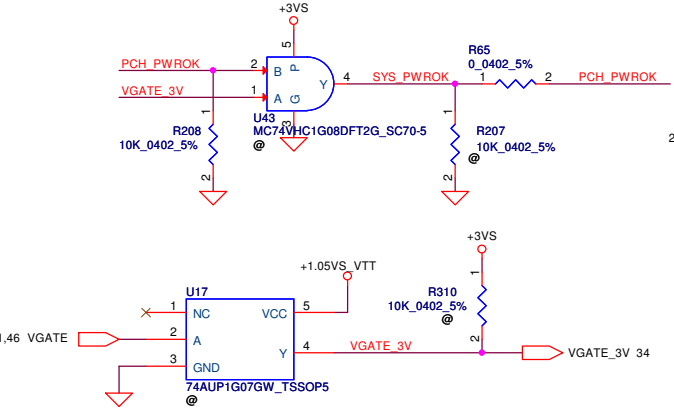 +3VS
R65
0_0402_5%
PCH_PWROK 2 B P 5 Y 4 SYS_PWROK 1 2 PCH_PWROK
VGATE_3V 1 A G 3
U43
MC74VHC1G08DFT2G_SC70-5
@
1
R208
10K_0402_5%
2
1
R207
10K_0402_5%
@
2
2
+3VS
+1.05VS_VTT
1
R310
10K_0402_5%
@
2
U17
1 NC VCC 5
1,46 VGATE 2 A
3 GND Y 4 VGATE_3V VGATE_3V 34
74AUP1G07GW_TSSOP5
@